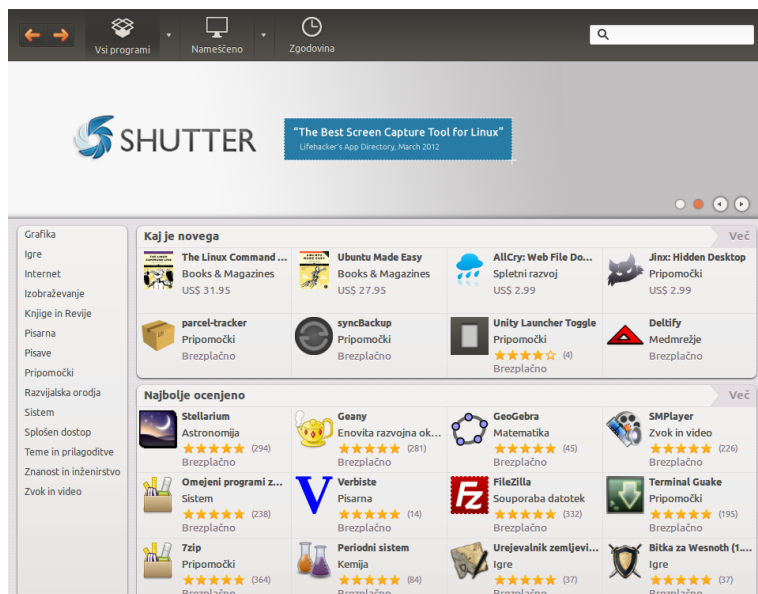 Vsi programi
Nameščeno
Zgodovina
SHUTTER
“The Best Screen Capture Tool for Linux”
Lifehacker's App Directory, March 2012
Grafika
Igre
Internet
Izobraževanje
Knjige in Revije
Pisarna
Pisave
Pripomočki
Razvijalska orodja
Sistem
Splošen dostop
Teme in prilagoditve
Znanost in inženirstvo
Zvok in video
Kaj je novega Več
The Linux Command ...
Books & Magazines
US$ 31.95
Ubuntu Made Easy
Books & Magazines
US$ 27.95
AllCry: Web File Do...
Spletni razvoj
US$ 2.99
Jinx: Hidden Desktop
Pripomočki
US$ 2.99
parcel-tracker
Pripomočki
Brezplačno
syncBackup
Pripomočki
Brezplačno
Unity Launcher Toggle
Pripomočki
(4)
Brezplačno
Deltify
Medmrežje
Brezplačno
Najbolje ocenjeno Več
Stellarium
Astronomija
(294)
Brezplačno
Geany
Enovita razvojna ok...
(281)
Brezplačno
GeoGebra
Matematika
(45)
Brezplačno
SMPlayer
Zvok in video
(226)
Brezplačno
Omejeni programi z...
Sistem
(238)
Brezplačno
Verbiste
Pisarna
(14)
Brezplačno
FileZilla
Souporaba datotek
(332)
Brezplačno
Terminal Guake
Pripomočki
(195)
Brezplačno
7zip
Pripomočki
(364)
Brezplačno
Periodni sistem
Kemija
(84)
Brezplačno
Urejevalnik zemljevi...
Igre
(37)
Brezplačno
Bitka za Wesnoth (1....
Igre
(37)
Brezplačno